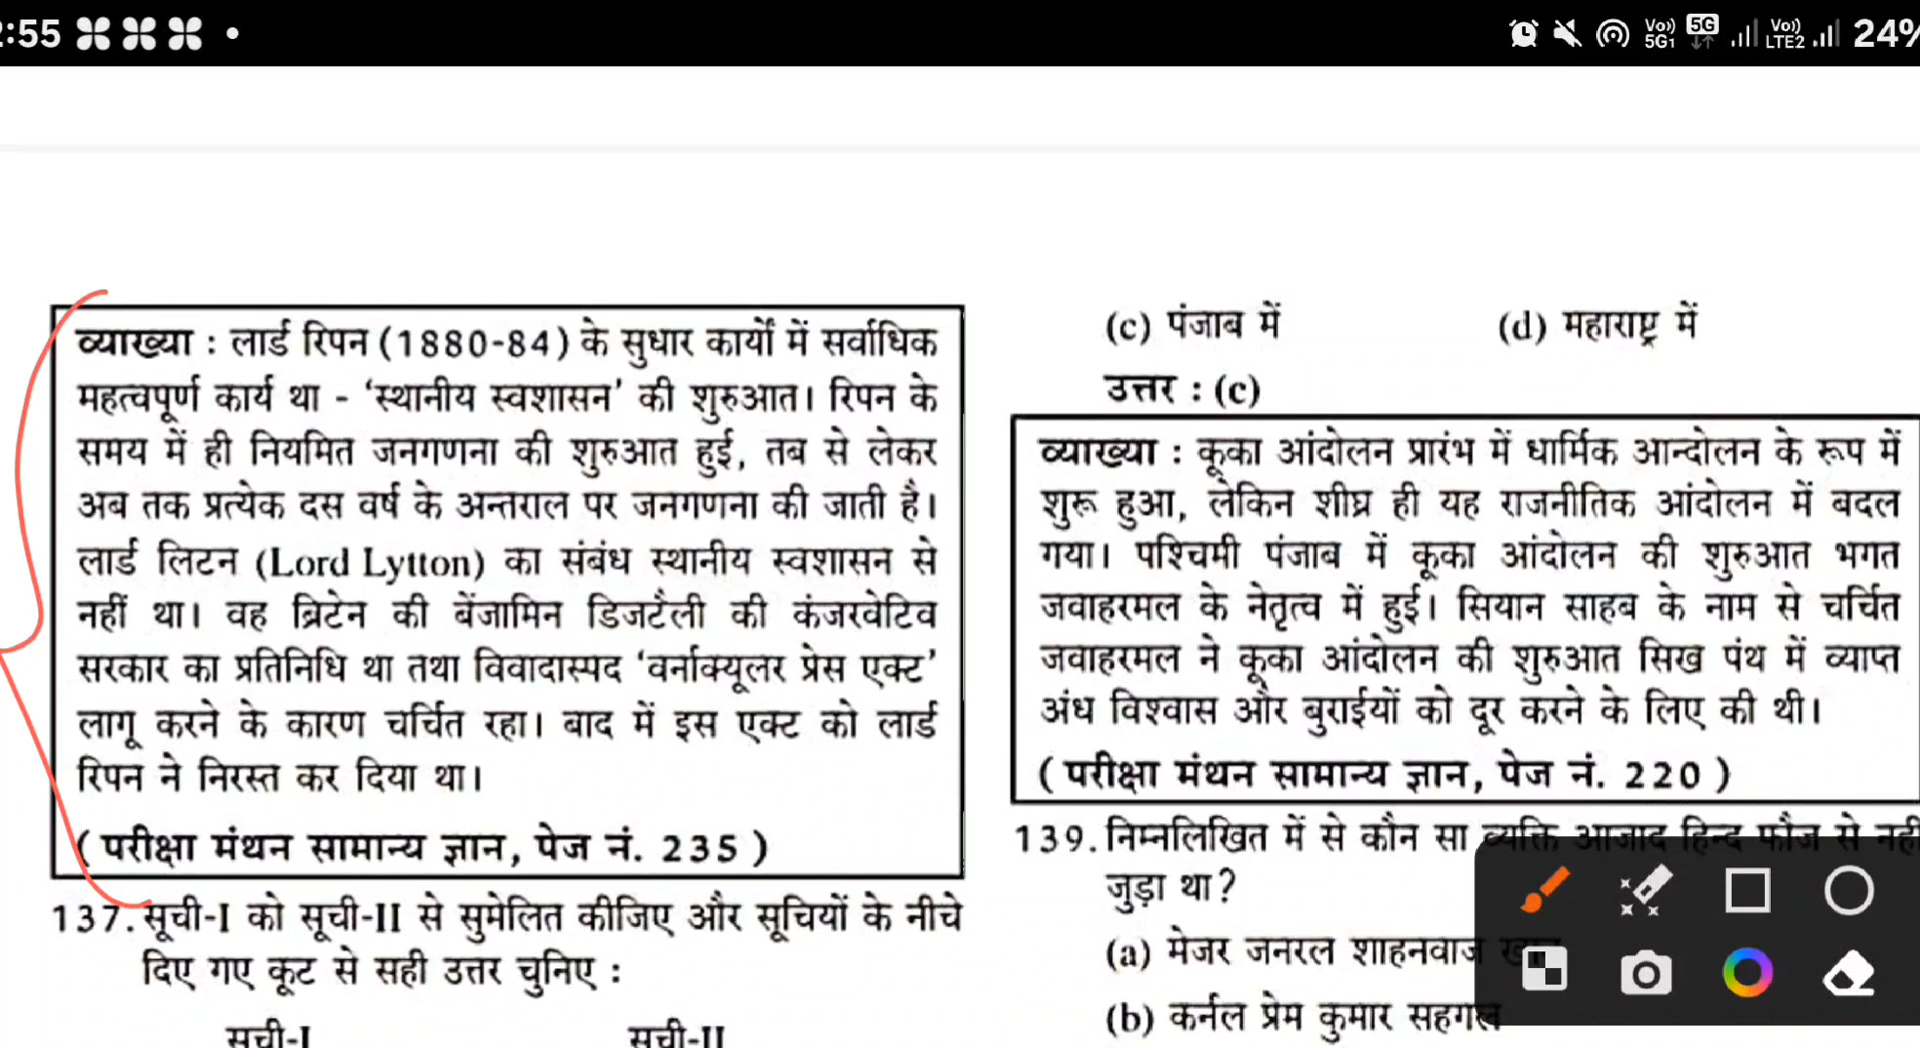 :55
Vo)) 5G1 5G Vo)) LTE2 24%
व्याख्या : लार्ड रिपन (1880-84) के सुधार कार्यों में सर्वाधिक
महत्वपूर्ण कार्य था - ‘स्थानीय स्वशासन’ की शुरुआत। रिपन के
समय में ही नियमित जनगणना की शुरुआत हुई, तब से लेकर
अब तक प्रत्येक दस वर्ष के अन्तराल पर जनगणना की जाती है।
लार्ड लिटन (Lord Lytton) का संबंध स्थानीय स्वशासन से
नहीं था। वह ब्रिटेन की बेंजामिन डिजटैली की कंजरवेटिव
सरकार का प्रतिनिधि था तथा विवादास्पद ‘वर्नाक्यूलर प्रेस एक्ट’
लागू करने के कारण चर्चित रहा। बाद में इस एक्ट को लार्ड
रिपन ने निरस्त कर दिया था।
(परीक्षा मंथन सामान्य ज्ञान, पेज नं. 235)
137. सूची-I को सूची-II से सुमेलित कीजिए और सूचियों के नीचे
दिए गए कूट से सही उत्तर चुनिए :
सूची-I सूची-II
(c) पंजाब में (d) महाराष्ट्र में
उत्तर : (c)
व्याख्या : कूका आंदोलन प्रारंभ में धार्मिक आन्दोलन के रूप में
शुरू हुआ, लेकिन शीघ्र ही यह राजनीतिक आंदोलन में बदल
गया। पश्चिमी पंजाब में कूका आंदोलन की शुरुआत भगत
जवाहरमल के नेतृत्व में हुई। सियान साहब के नाम से चर्चित
जवाहरमल ने कूका आंदोलन की शुरुआत सिख पंथ में व्याप्त
अंध विश्वास और बुराईयों को दूर करने के लिए की थी।
(परीक्षा मंथन सामान्य ज्ञान, पेज नं. 220)
139. निम्नलिखित में से कौन सा व्यक्ति आजाद हिन्द फौज से नहीं
जुड़ा था?
(a) मेजर जनरल शाहनवाज खान
(b) कर्नल प्रेम कुमार सहगल